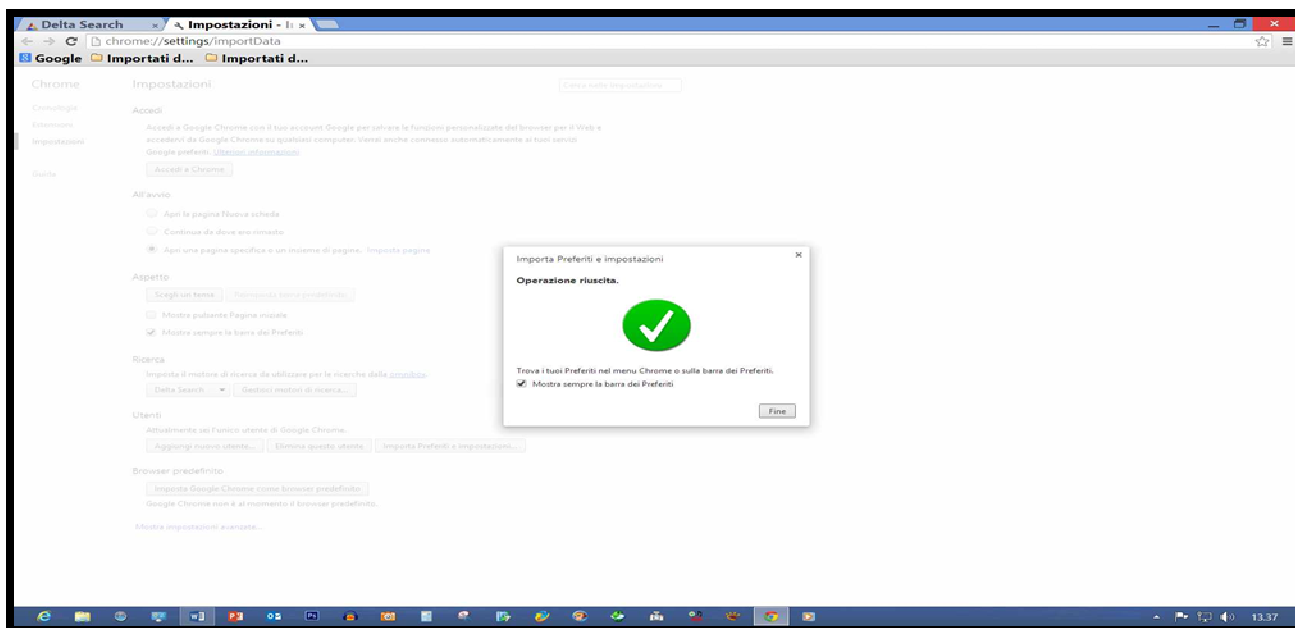 Delta Search
Impostazioni - I
chrome://settings/importData
Google Importati d... Importati d...
Chrome
Impostazioni
Cerca nelle impostazioni
Cronologia
Estensioni
Impostazioni
Guida
Accedi
Accedi a Google Chrome con il tuo account Google per salvare le funzioni personalizzate del browser per il Web e
accedervi da Google Chrome su qualsiasi computer. Verrai anche connesso automaticamente ai tuoi servizi
Google preferiti. Ulteriori informazioni
Accedi a Chrome
All'avvio
Apri la pagina Nuova scheda
Continua da dove ero rimasto
Apri una pagina specifica o un insieme di pagine. Imposta pagine
Aspetto
Scegli un tema Reimposta tema predefinito
Mostra pulsante Pagina iniziale
Mostra sempre la barra dei Preferiti
Ricerca
Imposta il motore di ricerca da utilizzare per le ricerche dalla omnibox.
Delta Search Gestisci motori di ricerca...
Utenti
Attualmente sei l'unico utente di Google Chrome.
Aggiungi nuovo utente... Elimina questo utente Importa Preferiti e impostazioni...
Browser predefinito
Imposta Google Chrome come browser predefinito
Google Chrome non è al momento il browser predefinito.
Mostra impostazioni avanzate...
Importa Preferiti e impostazioni
Operazione riuscita.
Trova i tuoi Preferiti nel menu Chrome o sulla barra dei Preferiti.
Mostra sempre la barra dei Preferiti
Fine
13.37